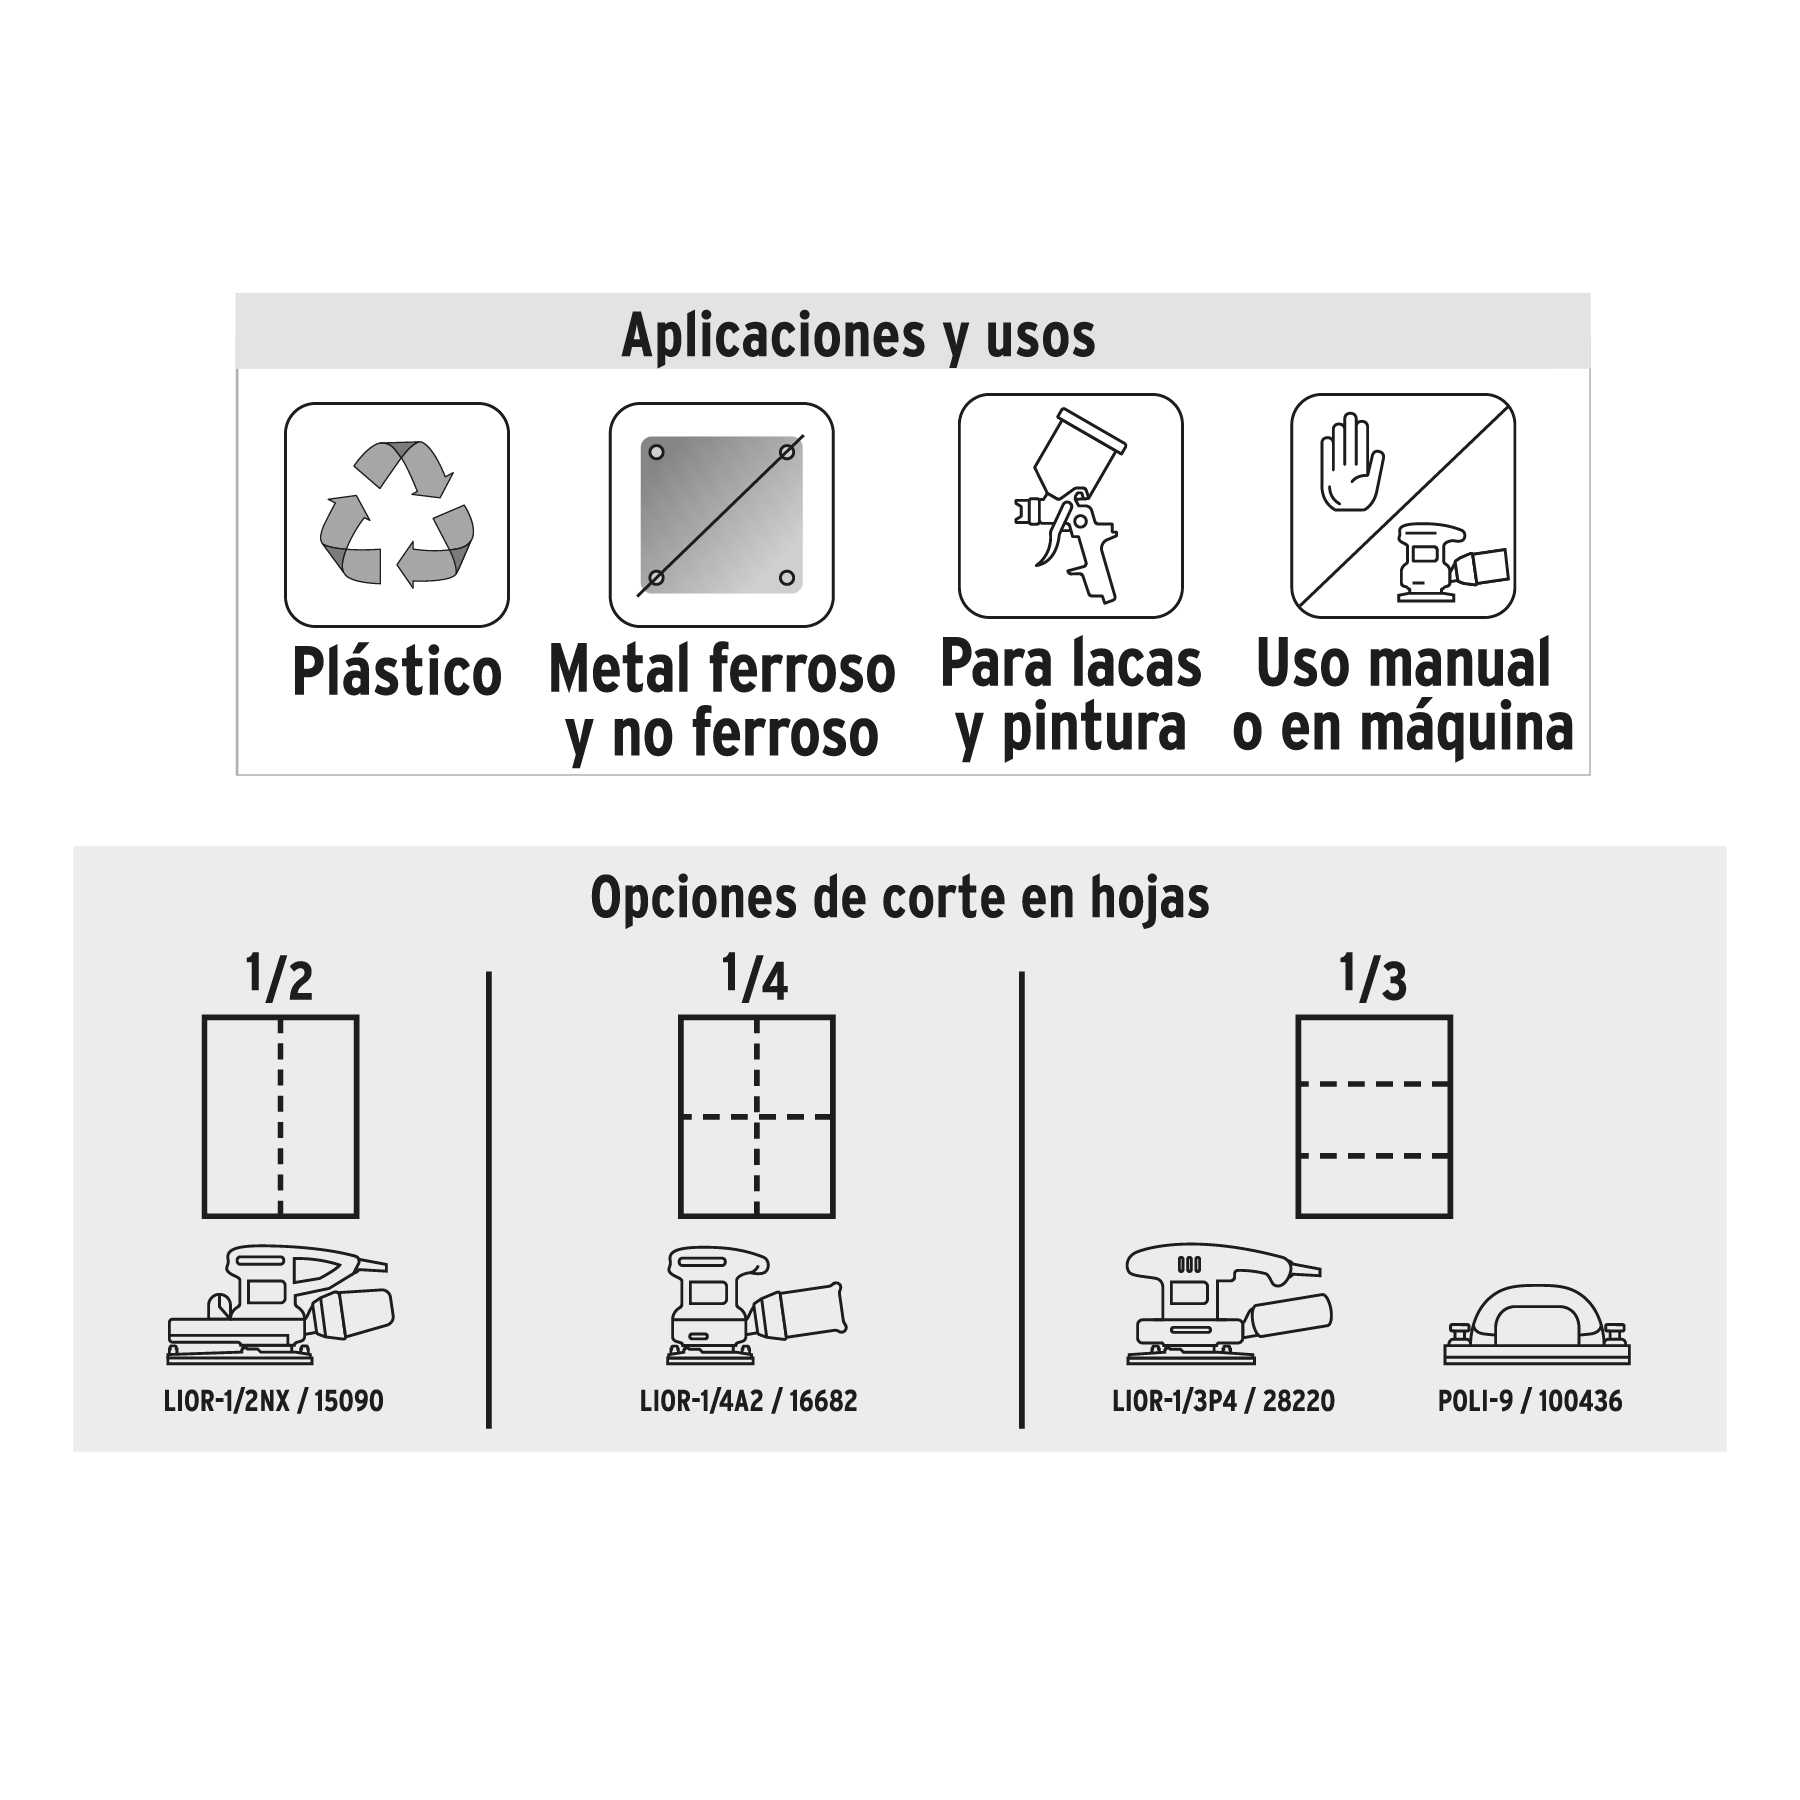 Aplicaciones y usos
Plástico
Metal ferroso
y no ferroso
Para lacas
y pintura
Uso manual
o en máquina
Opciones de corte en hojas
1/2
1/4
1/3
LIOR-1/2NX / 15090
LIOR-1/4A2 / 16682
LIOR-1/3P4 / 28220
POLI-9 / 100436